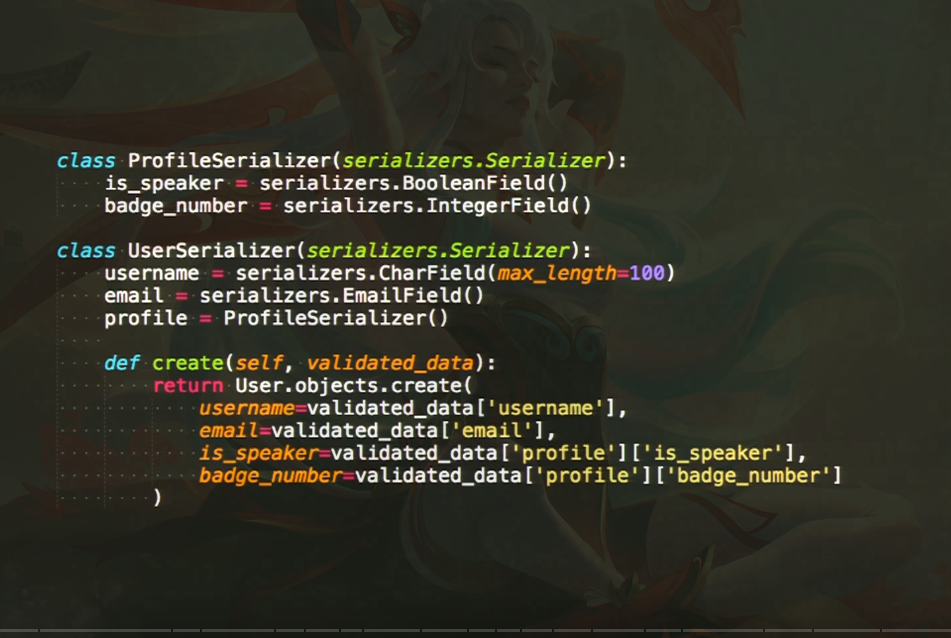 class ProfileSerializer(serializers.Serializer):
    is_speaker = serializers.BooleanField()
    badge_number = serializers.IntegerField()

class UserSerializer(serializers.Serializer):
    username = serializers.CharField(max_length=100)
    email = serializers.EmailField()
    profile = ProfileSerializer()

    def create(self, validated_data):
        return User.objects.create(
            username=validated_data['username'],
            email=validated_data['email'],
            is_speaker=validated_data['profile']['is_speaker'],
            badge_number=validated_data['profile']['badge_number']
        )